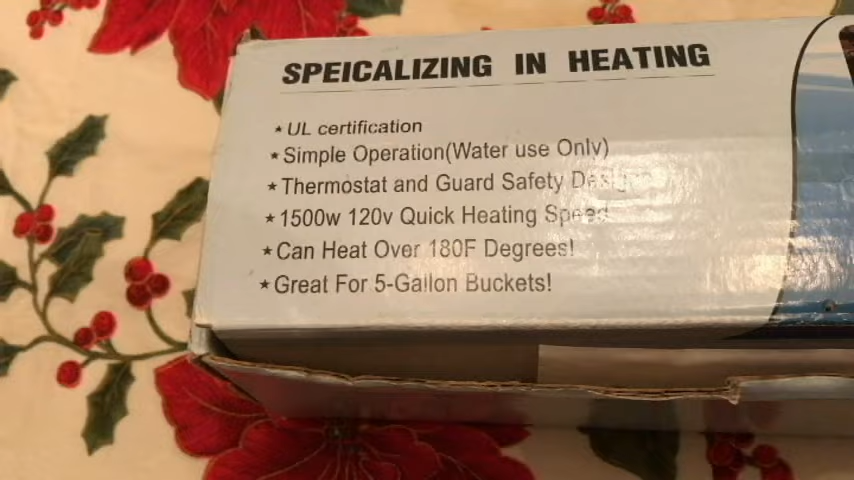 SPEICALIZING IN HEATING
★ UL certification
★ Simple Operation(Water use Only)
★ Thermostat and Guard Safety Design
★ 1500w 120v Quick Heating Speed
★ Can Heat Over 180F Degrees!
★ Great For 5-Gallon Buckets!